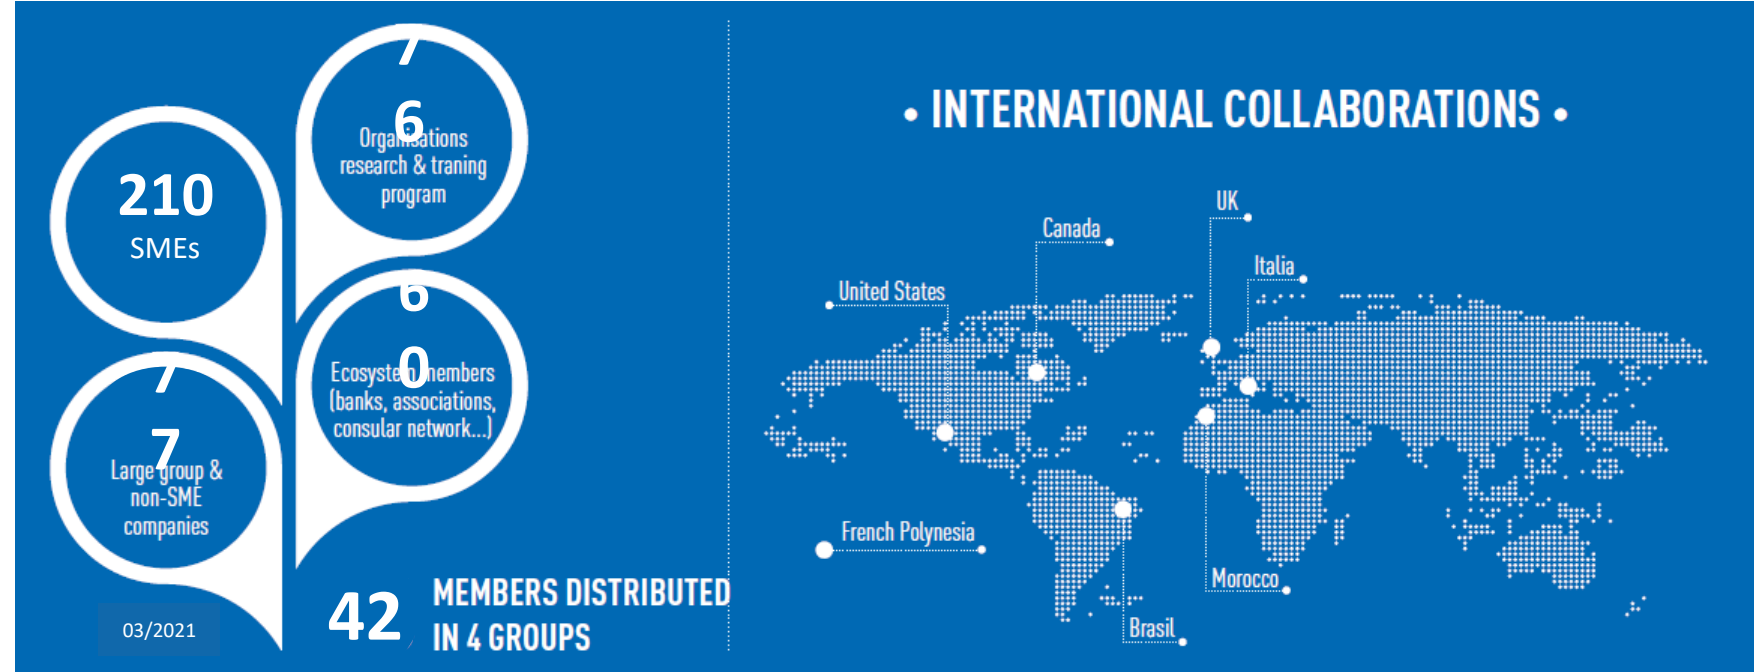 210
SMEs
7
6
Organisations
research & traning
program
7
7
Large group &
non-SME
companies
6
0
Ecosystem members
(banks, associations,
consular network...)
42
MEMBERS DISTRIBUTED
IN 4 GROUPS
03/2021
• INTERNATIONAL COLLABORATIONS •
UK
Canada
Italia
United States
French Polynesia
Morocco
Brasil